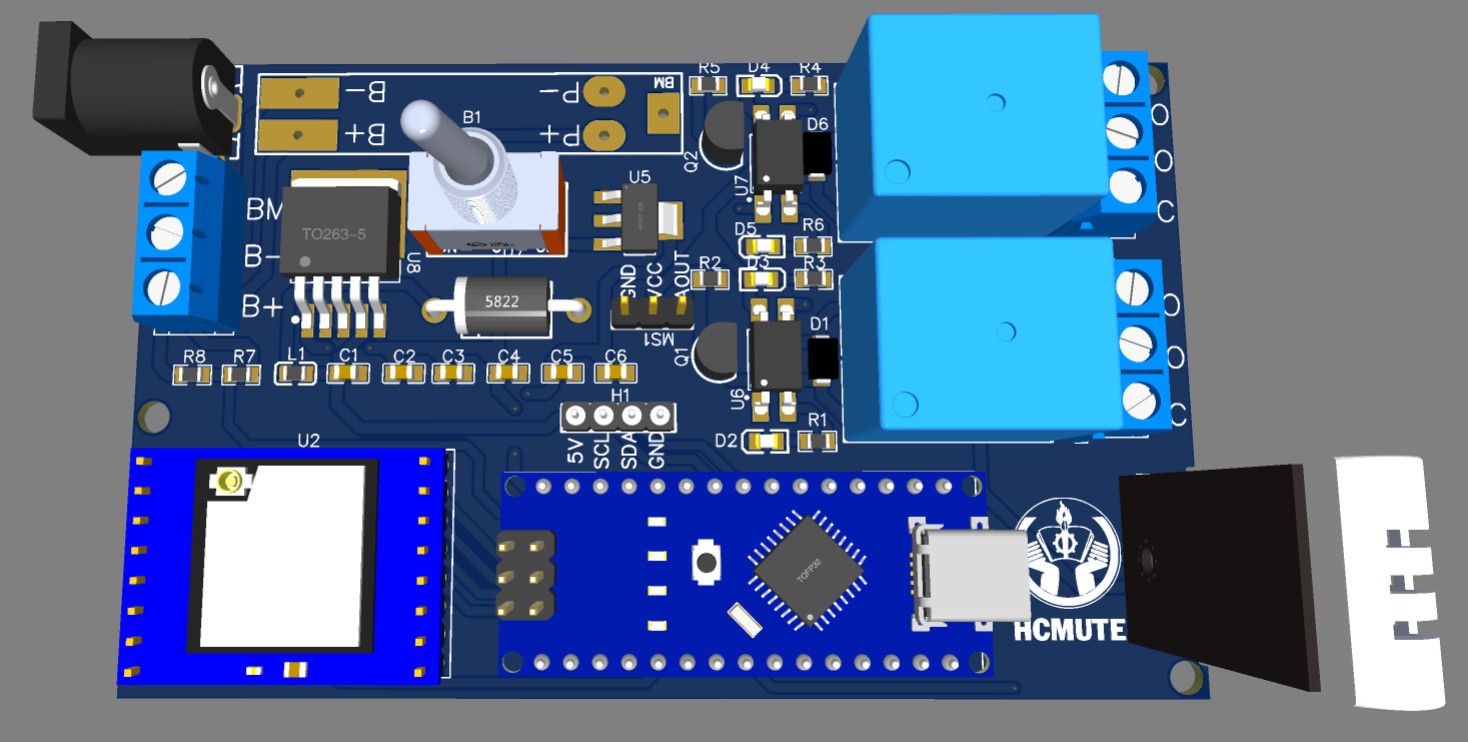 R5
D4
R4
B-
P-
BM
B+
P+
B1
D6
Q2
U7
O
O
C
BM
TO263-5
U5
B-
U8
D5
R6
GND
VCC
AOUT
R2
D3
R3
B+
5822
MS1
Q1
D1
O
O
C
R8
R7
L1
C1
C2
C3
C4
C5
C6
U6
H1
5V
SCL
SDA
GND
D2
R1
U2
TQFP32
HCMUTE